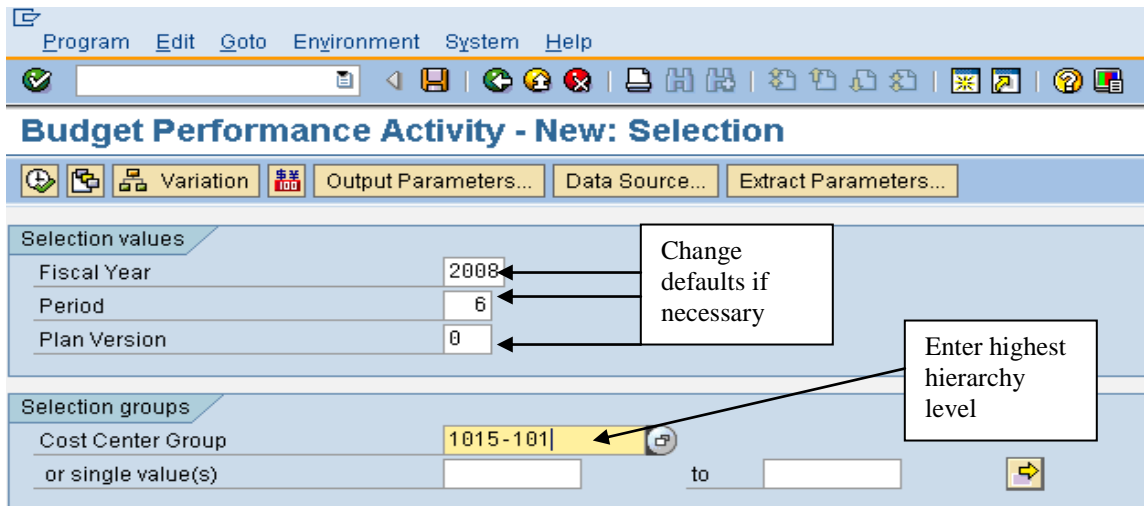 Program Edit Goto Environment System Help
Budget Performance Activity - New: Selection
Variation Output Parameters... Data Source... Extract Parameters...
Selection values
Fiscal Year 2008
Period 6
Plan Version 0
Change
defaults if
necessary
Enter highest
hierarchy
level
Selection groups
Cost Center Group 1015-101
or single value(s) to